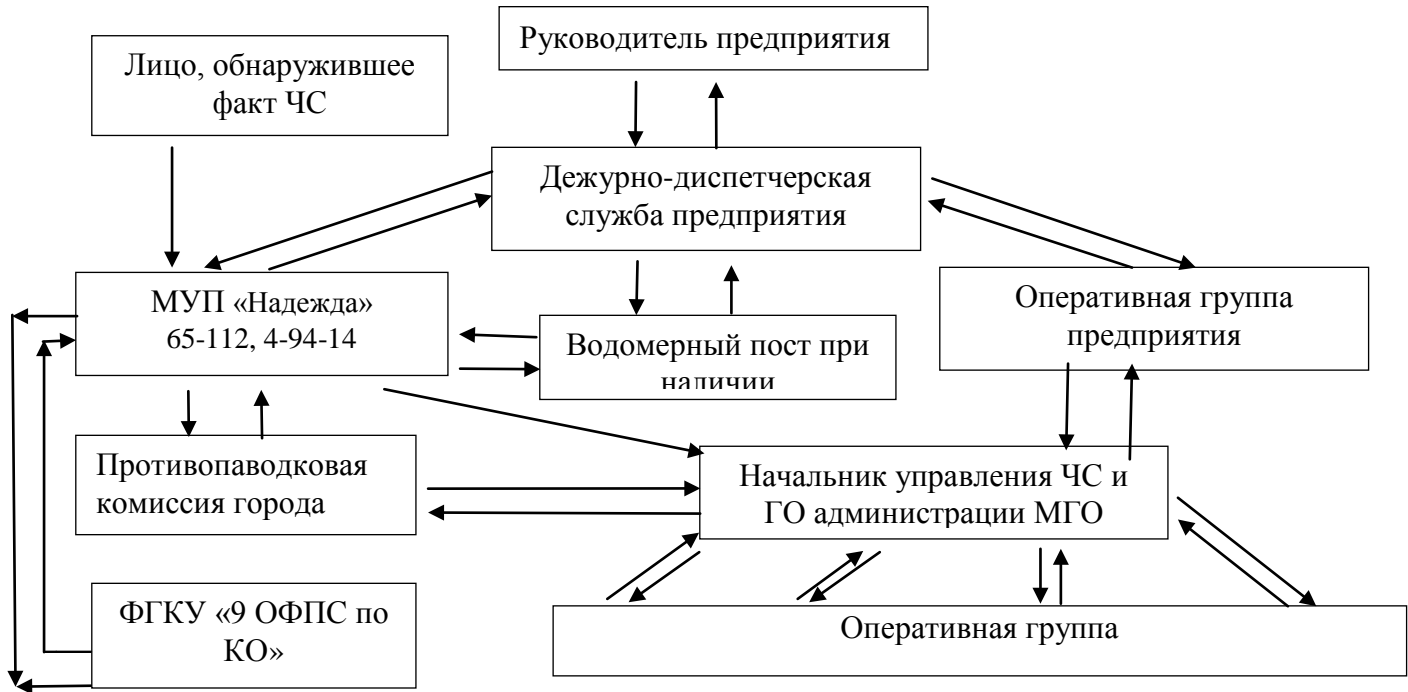 Руководитель предприятия
Лицо, обнаружившее
факт ЧС
Дежурно-диспетчерская
служба предприятия
МУП «Надежда»
65-112, 4-94-14
Водомерный пост при
наличии
Оперативная группа
предприятия
Противопаводковая
комиссия города
Начальник управления ЧС и
ГО администрации МГО
ФГКУ «9 ОФПС по
КО»
Оперативная группа